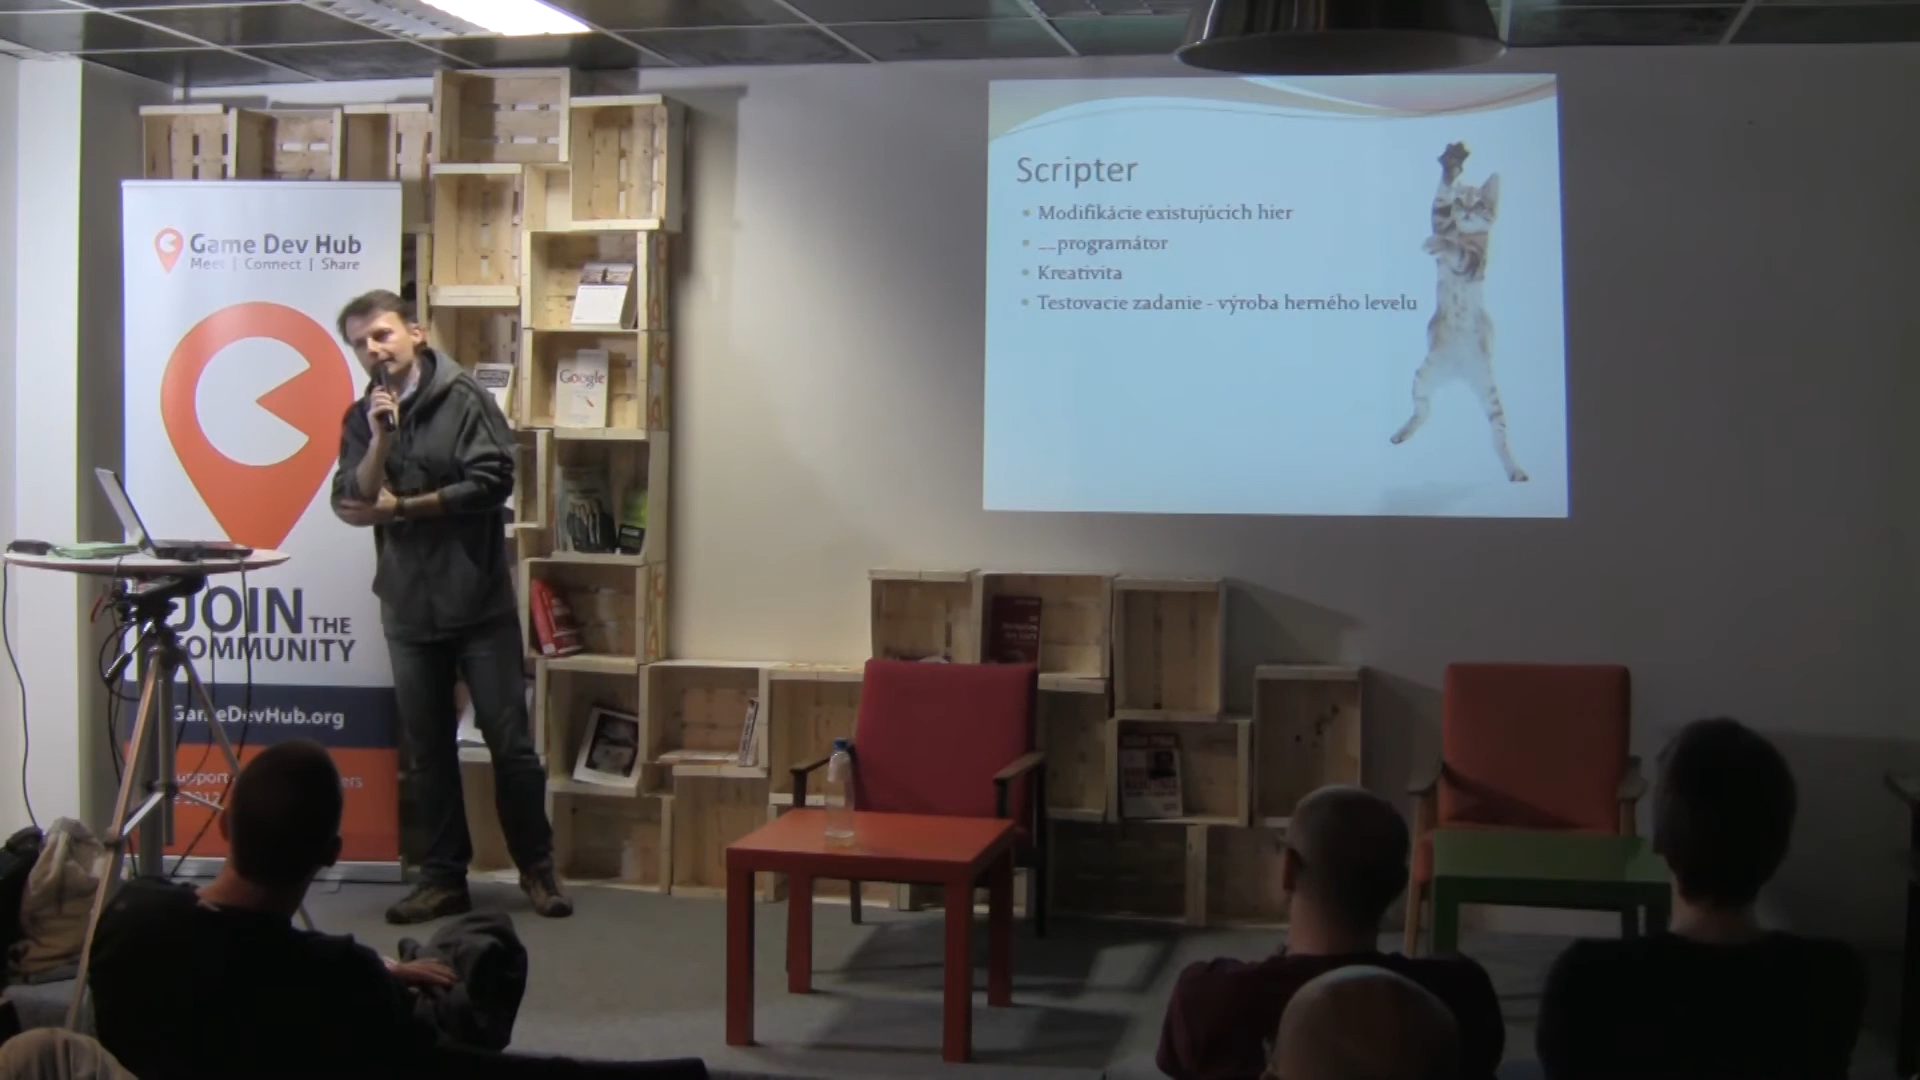 Game Dev Hub
Meet | Connect | Share
JOIN THE
COMMUNITY
GameDevHub.org
Google
Scripter
Modifikácie existujúcich hier
__programátor
Kreativita
Testovacie zadanie - výroba herného levelu